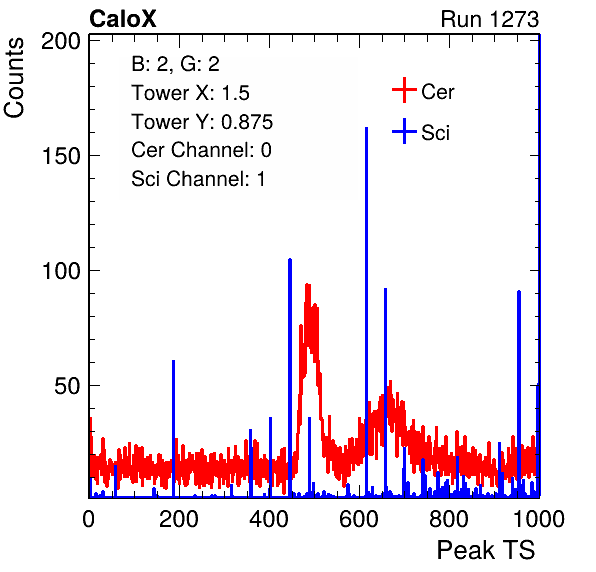 CaloX Run 1273
Counts
B: 2, G: 2
Tower X: 1.5
Tower Y: 0.875
Cer Channel: 0
Sci Channel: 1
Cer
Sci
200
150
100
50
0 200 400 600 800 1000
Peak TS